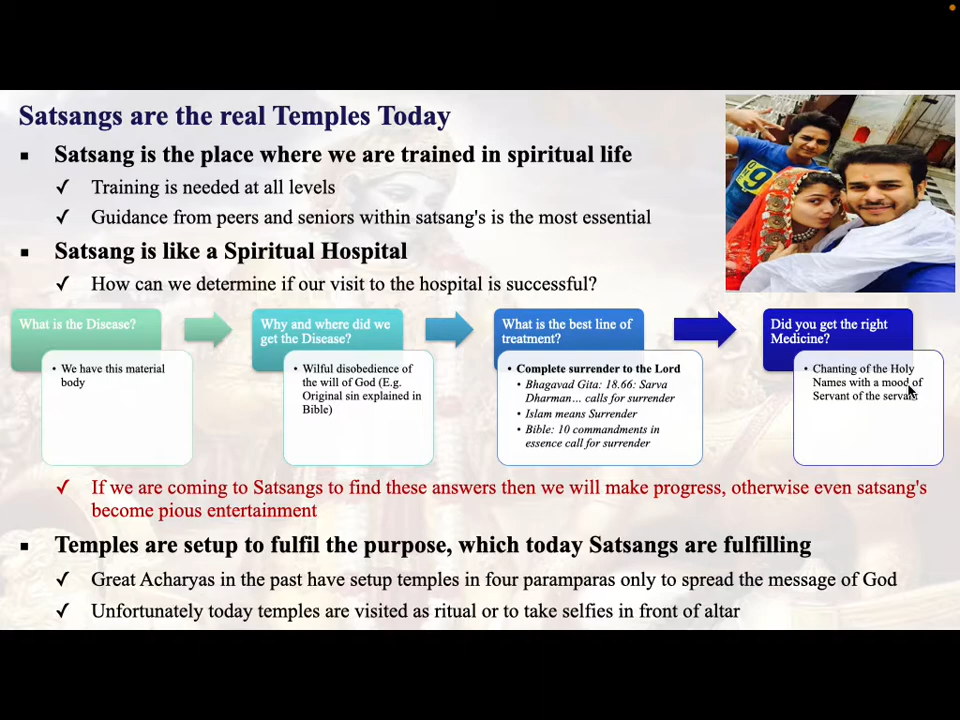 Satsangs are the real Temples Today
▪ Satsang is the place where we are trained in spiritual life
✓ Training is needed at all levels
✓ Guidance from peers and seniors within satsang's is the most essential
▪ Satsang is like a Spiritual Hospital
✓ How can we determine if our visit to the hospital is successful?
What is the Disease?
• We have this material
body
Why and where did we
get the Disease?
• Wilful disobedience of
the will of God (E.g.
Original sin explained in
Bible)
What is the best line of
treatment?
• Complete surrender to the Lord
• Bhagavad Gita: 18.66: Sarva
Dharman… calls for surrender
• Islam means Surrender
• Bible: 10 commandments in
essence call for surrender
Did you get the right
Medicine?
• Chanting of the Holy
Names with a mood of
Servant of the servant
✓ If we are coming to Satsangs to find these answers then we will make progress, otherwise even satsang's
become pious entertainment
▪ Temples are setup to fulfil the purpose, which today Satsangs are fulfilling
✓ Great Acharyas in the past have setup temples in four paramparas only to spread the message of God
✓ Unfortunately today temples are visited as ritual or to take selfies in front of altar
9